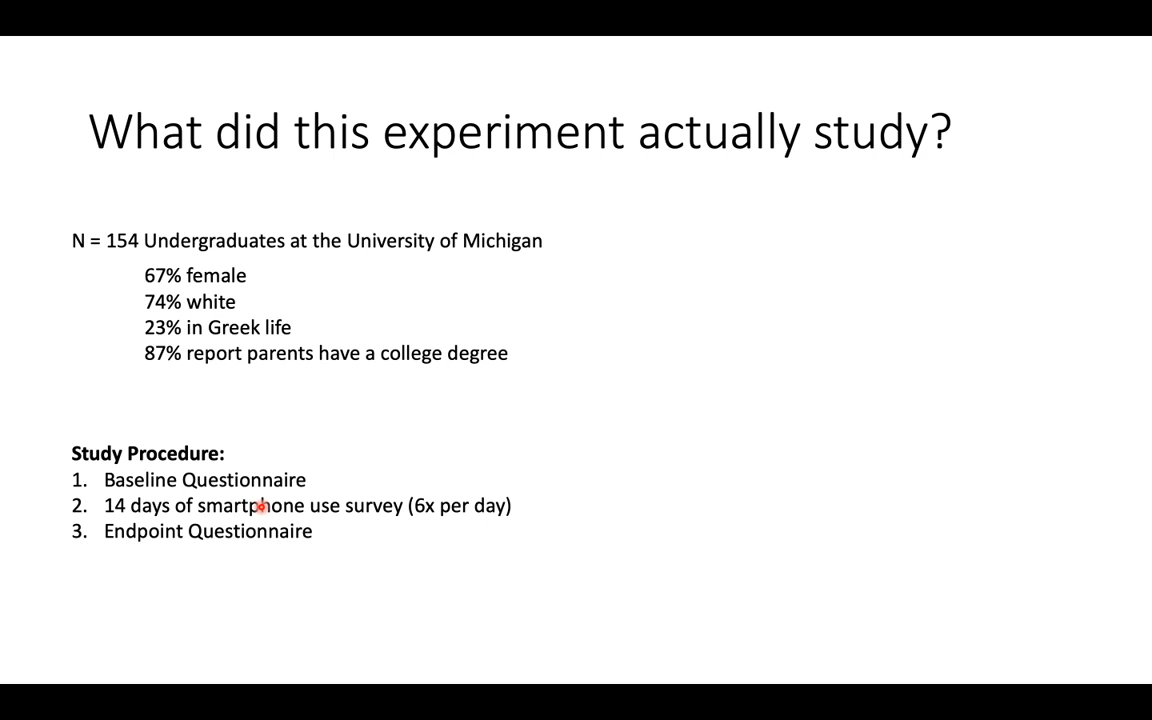 What did this experiment actually study?
N = 154 Undergraduates at the University of Michigan
67% female
74% white
23% in Greek life
87% report parents have a college degree
Study Procedure:
1. Baseline Questionnaire
2. 14 days of smartphone use survey (6x per day)
3. Endpoint Questionnaire